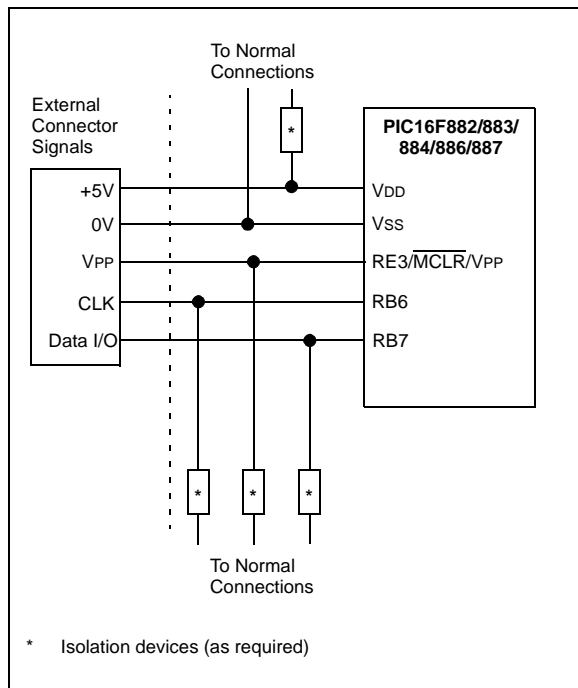 To Normal
Connections
External
Connector
Signals
PIC16F882/883/
884/886/887
*
+5V
VDD
0V
VSS
VPP
RE3/MCLR/VPP
CLK
RB6
Data I/O
RB7
*
*
*
To Normal
Connections
* Isolation devices (as required)